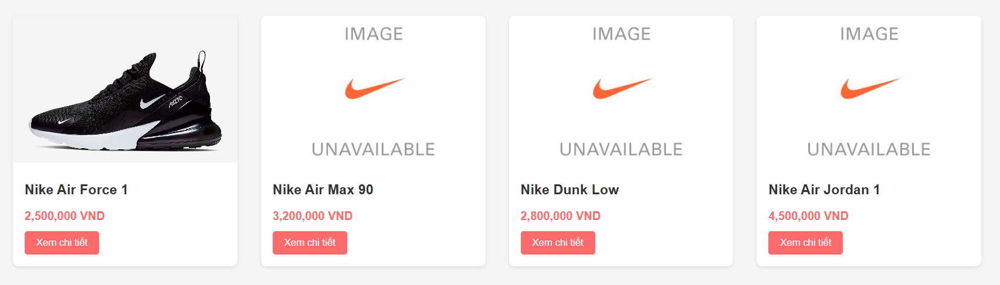 AIR270
Nike Air Force 1
2,500,000 VND
Xem chi tiết
IMAGE
UNAVAILABLE
Nike Air Max 90
3,200,000 VND
Xem chi tiết
IMAGE
UNAVAILABLE
Nike Dunk Low
2,800,000 VND
Xem chi tiết
IMAGE
UNAVAILABLE
Nike Air Jordan 1
4,500,000 VND
Xem chi tiết